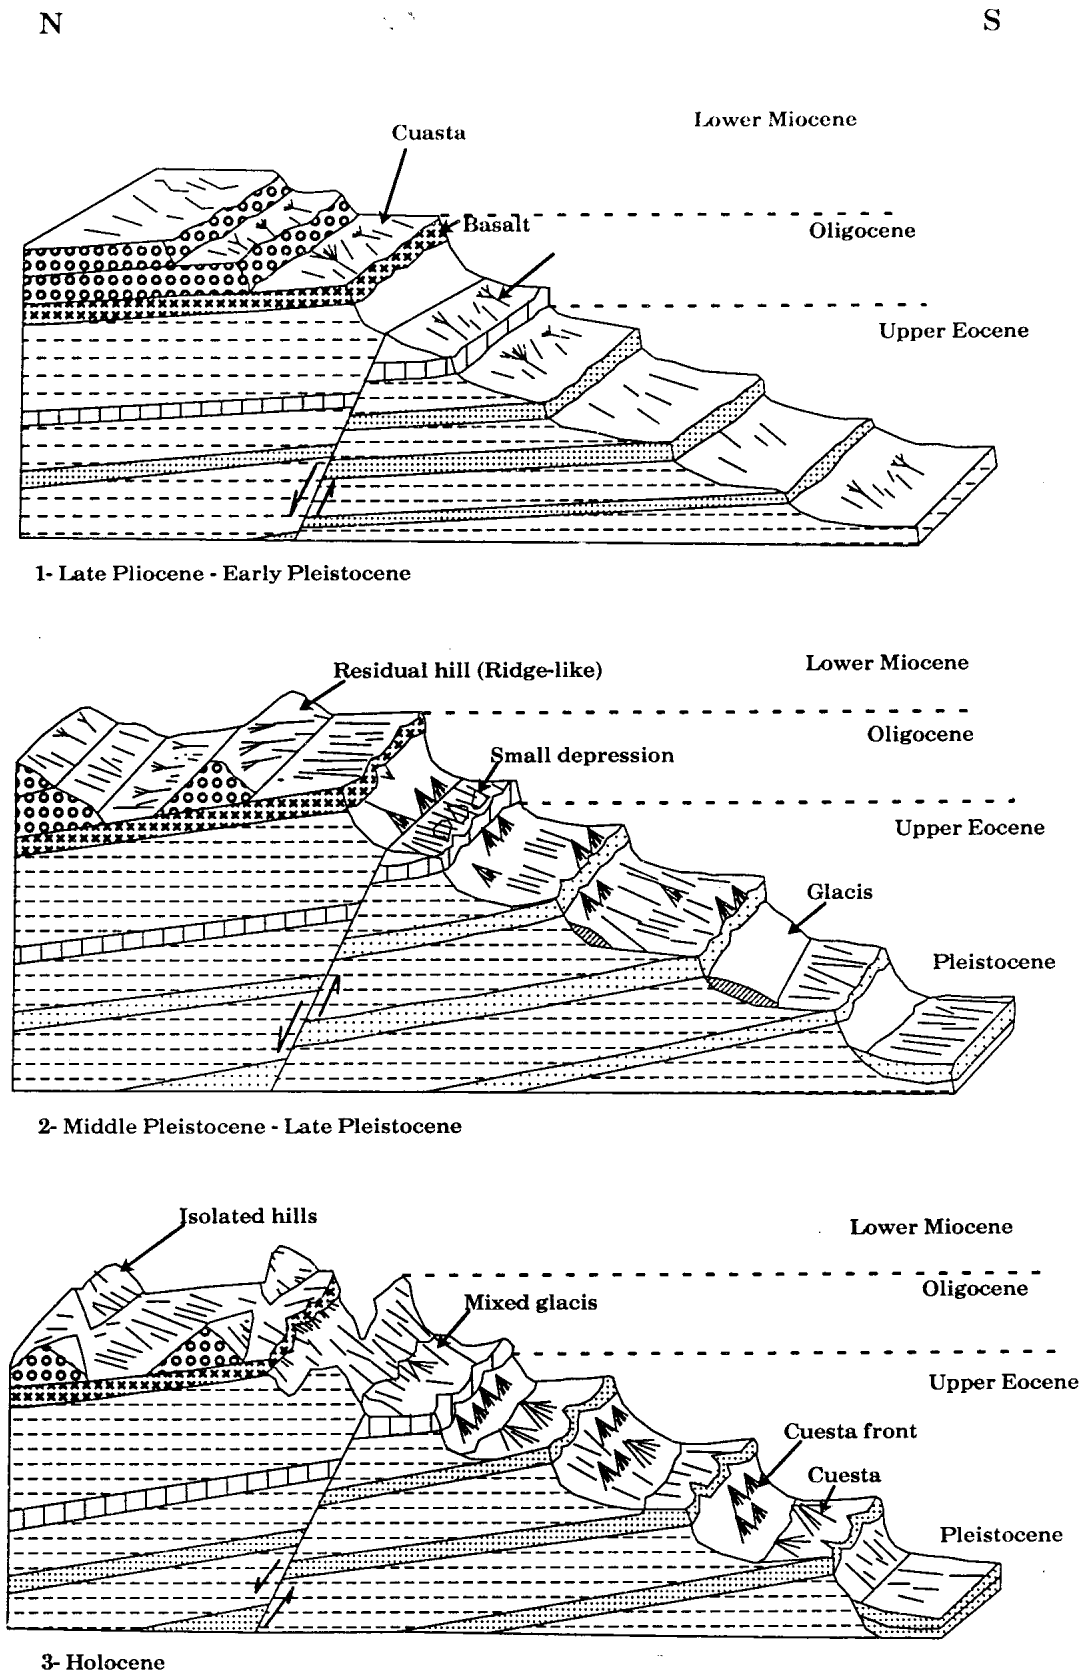 N
S
Lower Miocene
Cuasta
Basalt
Oligocene
Upper Eocene
1- Late Pliocene - Early Pleistocene
Lower Miocene
Residual hill (Ridge-like)
Oligocene
Small depression
Upper Eocene
Glacis
Pleistocene
2- Middle Pleistocene - Late Pleistocene
Isolated hills
Lower Miocene
Oligocene
Mixed glacis
Upper Eocene
Cuesta front
Cuesta
Pleistocene
3- Holocene